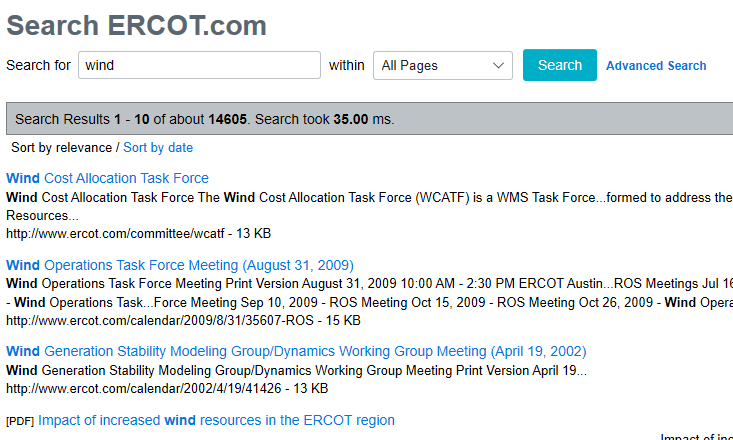 Search ERCOT.com
Search for wind within All Pages Search Advanced Search
Search Results 1 - 10 of about 14605. Search took 35.00 ms.
Sort by relevance / Sort by date
Wind Cost Allocation Task Force
Wind Cost Allocation Task Force The Wind Cost Allocation Task Force (WCATF) is a WMS Task Force...formed to address the
Resources...
http://www.ercot.com/committee/wcatf - 13 KB
Wind Operations Task Force Meeting (August 31, 2009)
Wind Operations Task Force Meeting Print Version August 31, 2009 10:00 AM - 2:30 PM ERCOT Austin...ROS Meetings Jul 16
- Wind Operations Task...Force Meeting Sep 10, 2009 - ROS Meeting Oct 15, 2009 - ROS Meeting Oct 26, 2009 - Wind Opera
http://www.ercot.com/calendar/2009/8/31/35607-ROS - 15 KB
Wind Generation Stability Modeling Group/Dynamics Working Group Meeting (April 19, 2002)
Wind Generation Stability Modeling Group/Dynamics Working Group Meeting Print Version April 19...
http://www.ercot.com/calendar/2002/4/19/41426 - 13 KB
[PDF] Impact of increased wind resources in the ERCOT region
Impact of inc